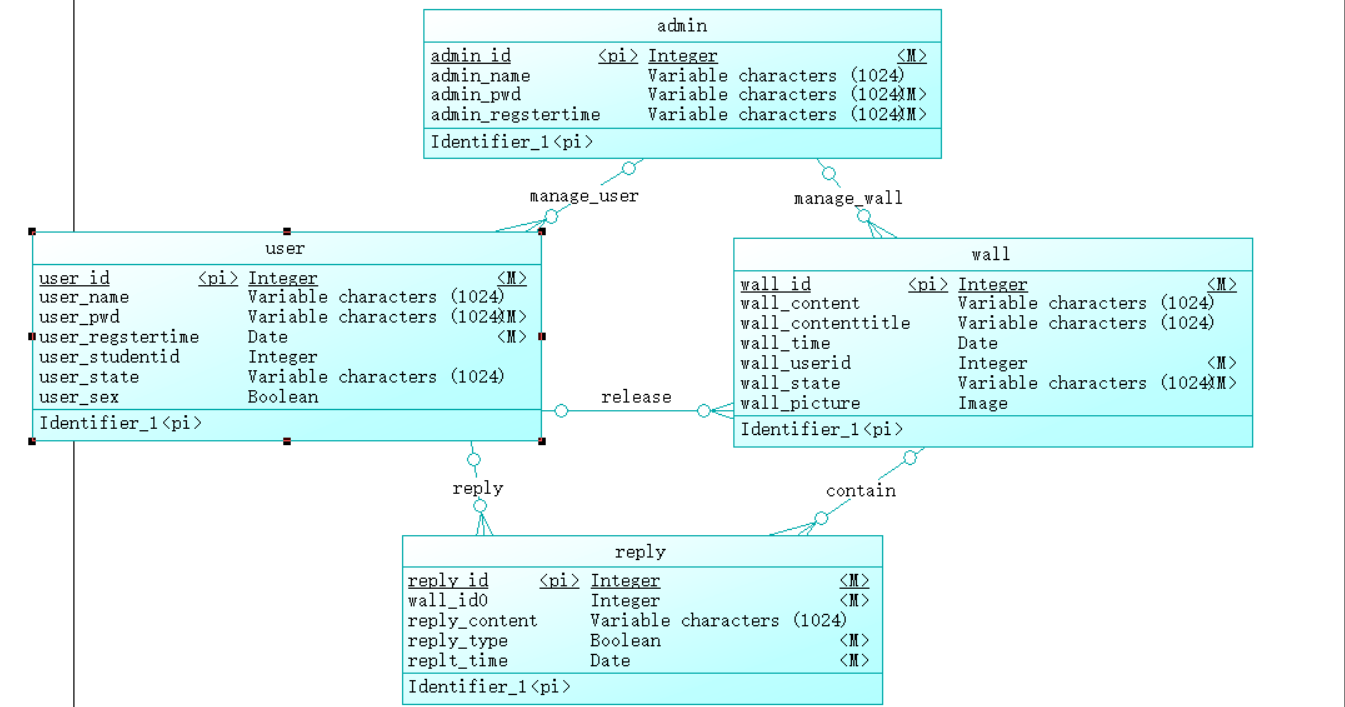 admin
admin_id <pi> Integer <M>
admin_name Variable characters (1024)
admin_pwd Variable characters (1024)<M>
admin_regstertime Variable characters (1024)<M>
Identifier_1<pi>
manage_user
manage_wall
user
user_id <pi> Integer <M>
user_name Variable characters (1024)
user_pwd Variable characters (1024)<M>
user_regstertime Date <M>
user_studentid Integer
user_state Variable characters (1024)
user_sex Boolean
Identifier_1<pi>
wall
wall_id <pi> Integer <M>
wall_content Variable characters (1024)
wall_contenttitle Variable characters (1024)
wall_time Date
wall_userid Integer <M>
wall_state Variable characters (1024)<M>
wall_picture Image
Identifier_1<pi>
release
reply
contain
reply
reply_id <pi> Integer <M>
wall_id0 Integer <M>
reply_content Variable characters (1024)
reply_type Boolean <M>
replt_time Date <M>
Identifier_1<pi>